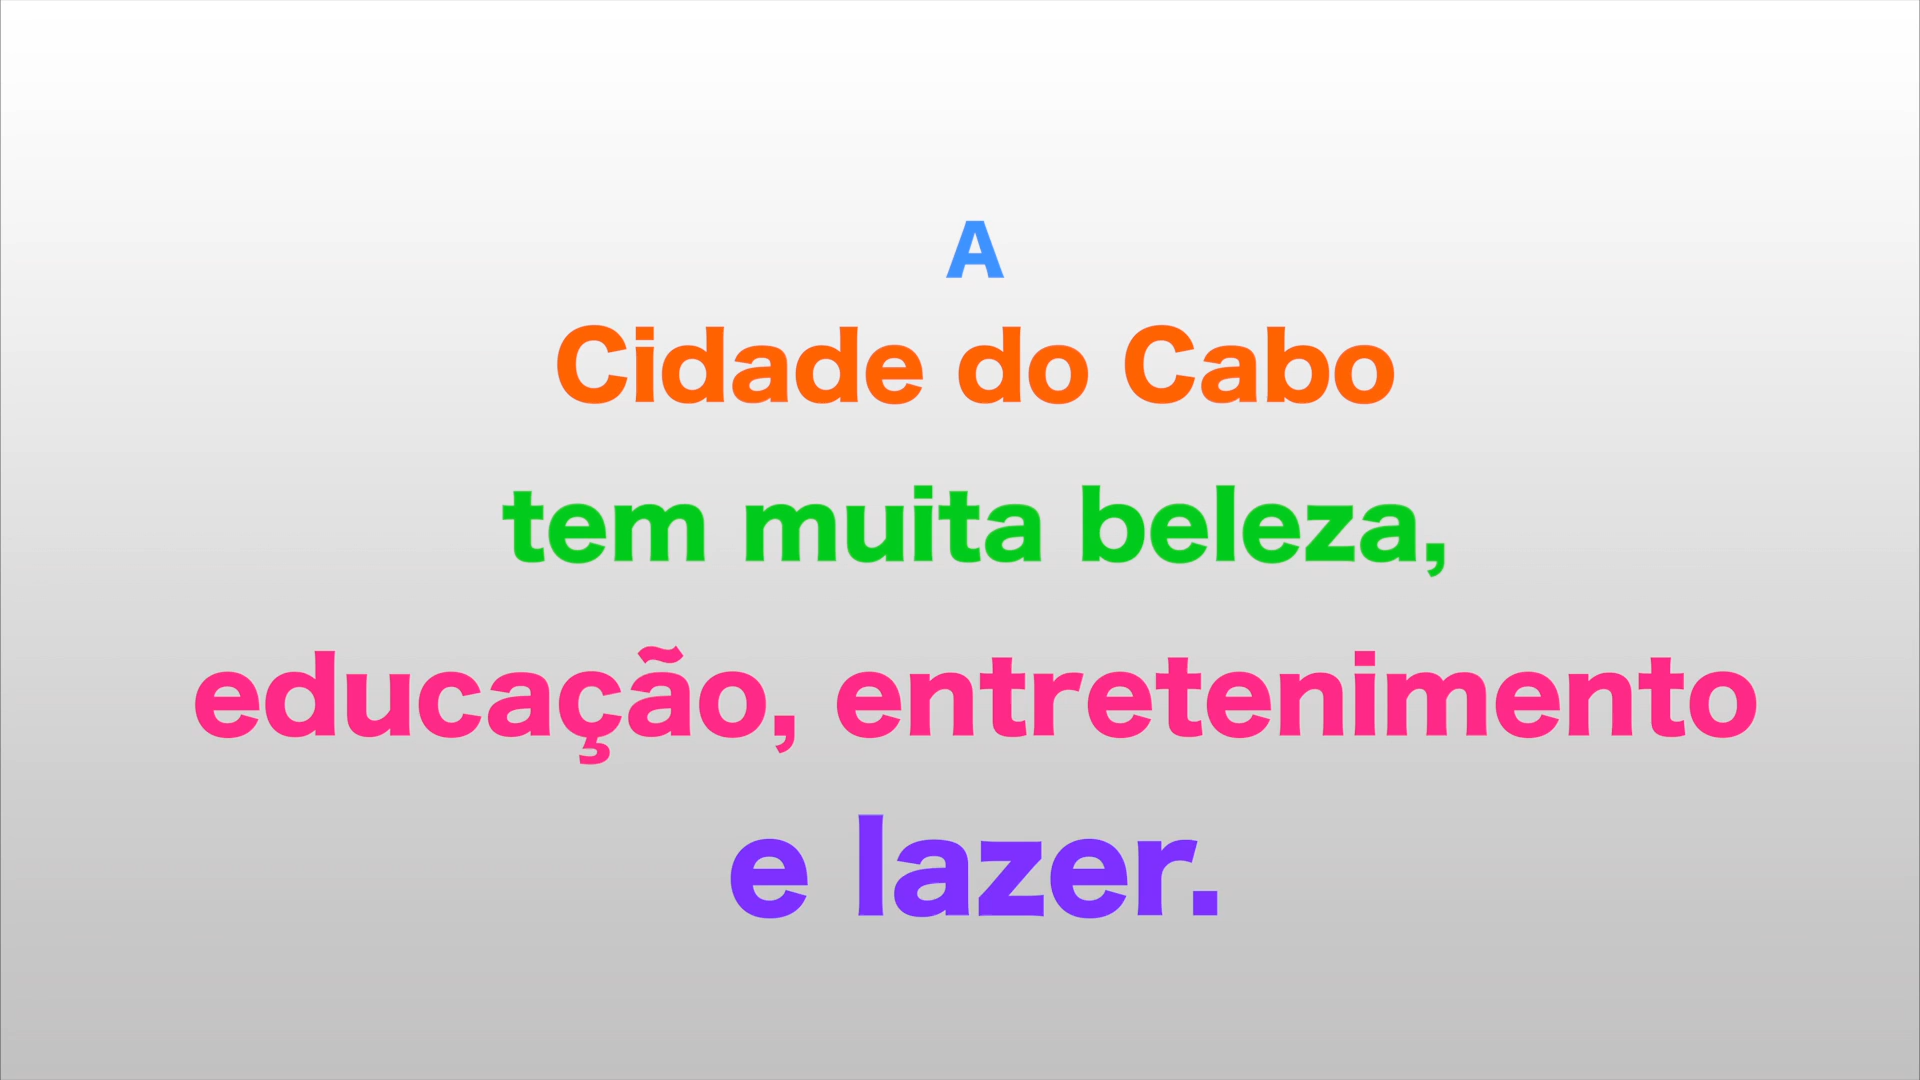 A
Cidade do Cabo
tem muita beleza,
educação, entretenimento
e lazer.